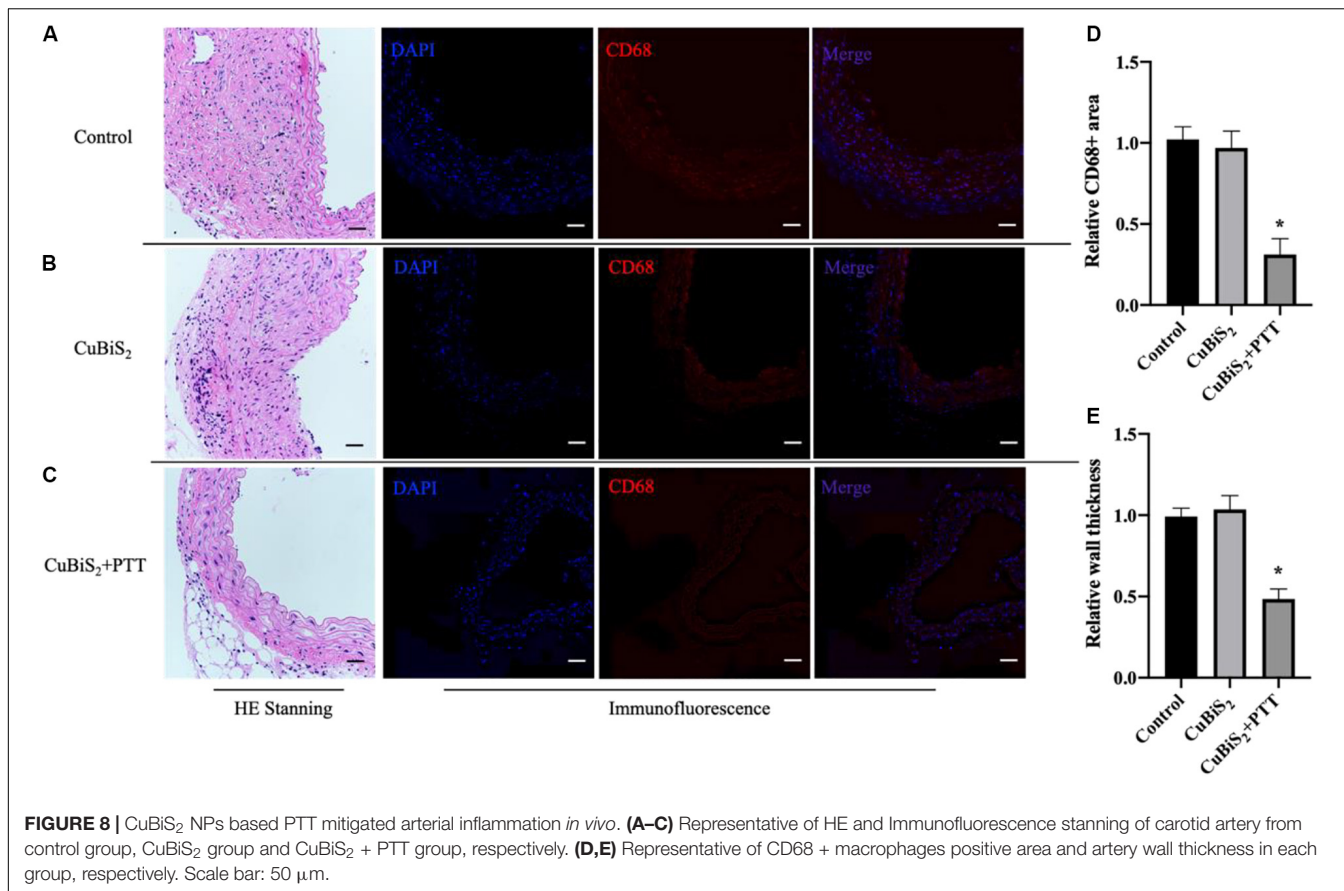 A
DAPI
CD68
Merge
Control
B
DAPI
CD68
Merge
CuBiS₂
C
DAPI
CD68
Merge
CuBiS₂+PTT
HE Stanning
Immunofluorescence
D
Relative CD68+ area
1.5
1.0
0.5
0.0
*
Control
CuBiS₂
CuBiS₂+PTT
E
Relative wall thickness
1.5
1.0
0.5
0.0
*
Control
CuBiS₂
CuBiS₂+PTT
FIGURE 8 | CuBiS₂ NPs based PTT mitigated arterial inflammation in vivo. (A–C) Representative of HE and Immunofluorescence stanning of carotid artery from
control group, CuBiS₂ group and CuBiS₂ + PTT group, respectively. (D,E) Representative of CD68 + macrophages positive area and artery wall thickness in each
group, respectively. Scale bar: 50 μm.